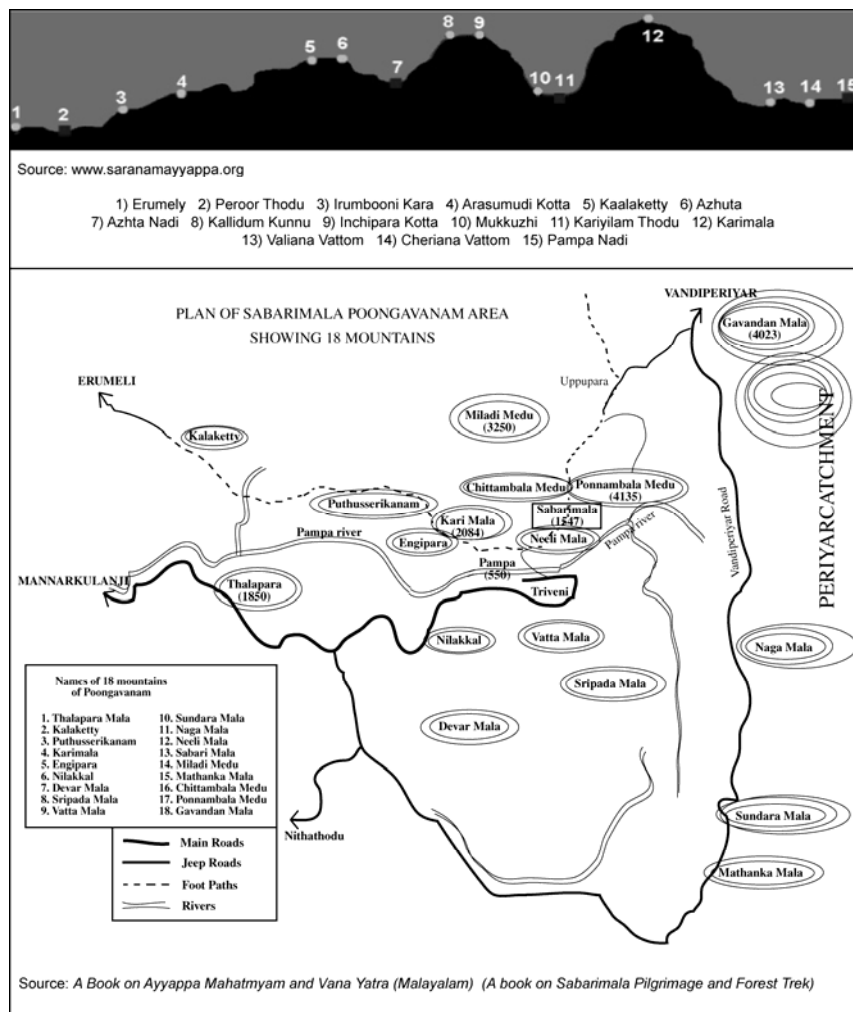 1
2
3
4
5
6
7
8
9
10
11
12
13
14
15
Source: www.saranamayyappa.org
1) Erumely 2) Peroor Thodu 3) Irumbooni Kara 4) Arasumudi Kotta 5) Kaalaketty 6) Azhuta
7) Azhta Nadi 8) Kallidum Kunnu 9) Inchipara Kotta 10) Mukkuzhi 11) Kariyilam Thodu 12) Karimala
13) Valiana Vattom 14) Cheriana Vattom 15) Pampa Nadi
PLAN OF SABARIMALA POONGAVANAM AREA
SHOWING 18 MOUNTAINS
VANDIPERIYAR
Gavandan Mala
(4023)
ERUMELI
Uppupara
Miladi Medu
(3250)
Kalaketty
PERIYARCATCHMENT
Chittambala Medu
Ponnambala Medu
(4135)
Puthusserikanam
Sabarimala
(1547)
Kari Mala
(2084)
Pampa river
Engipara
Neeli Mala
Pampa river
Vandiperiyar Road
Pampa
(550)
MANNARKULANJI
Thalapara
(1850)
Triveni
Nilakkal
Vatta Mala
Naga Mala
Sripada Mala
Devar Mala
Names of 18 mountains
of Poongavanam
1. Thalapara Mala
2. Kalaketty
3. Puthusserikanam
4. Karimala
5. Engipara
6. Nilakkal
7. Devar Mala
8. Sripada Mala
9. Vatta Mala
10. Sundara Mala
11. Naga Mala
12. Neeli Mala
13. Sabari Mala
14. Miladi Medu
15. Mathanka Mala
16. Chittambala Medu
17. Ponnambala Medu
18. Gavandan Mala
Nithathodu
Sundara Mala
Mathanka Mala
Main Roads
Jeep Roads
Foot Paths
Rivers
Source: A Book on Ayyappa Mahatmyam and Vana Yatra (Malayalam) (A book on Sabarimala Pilgrimage and Forest Trek)